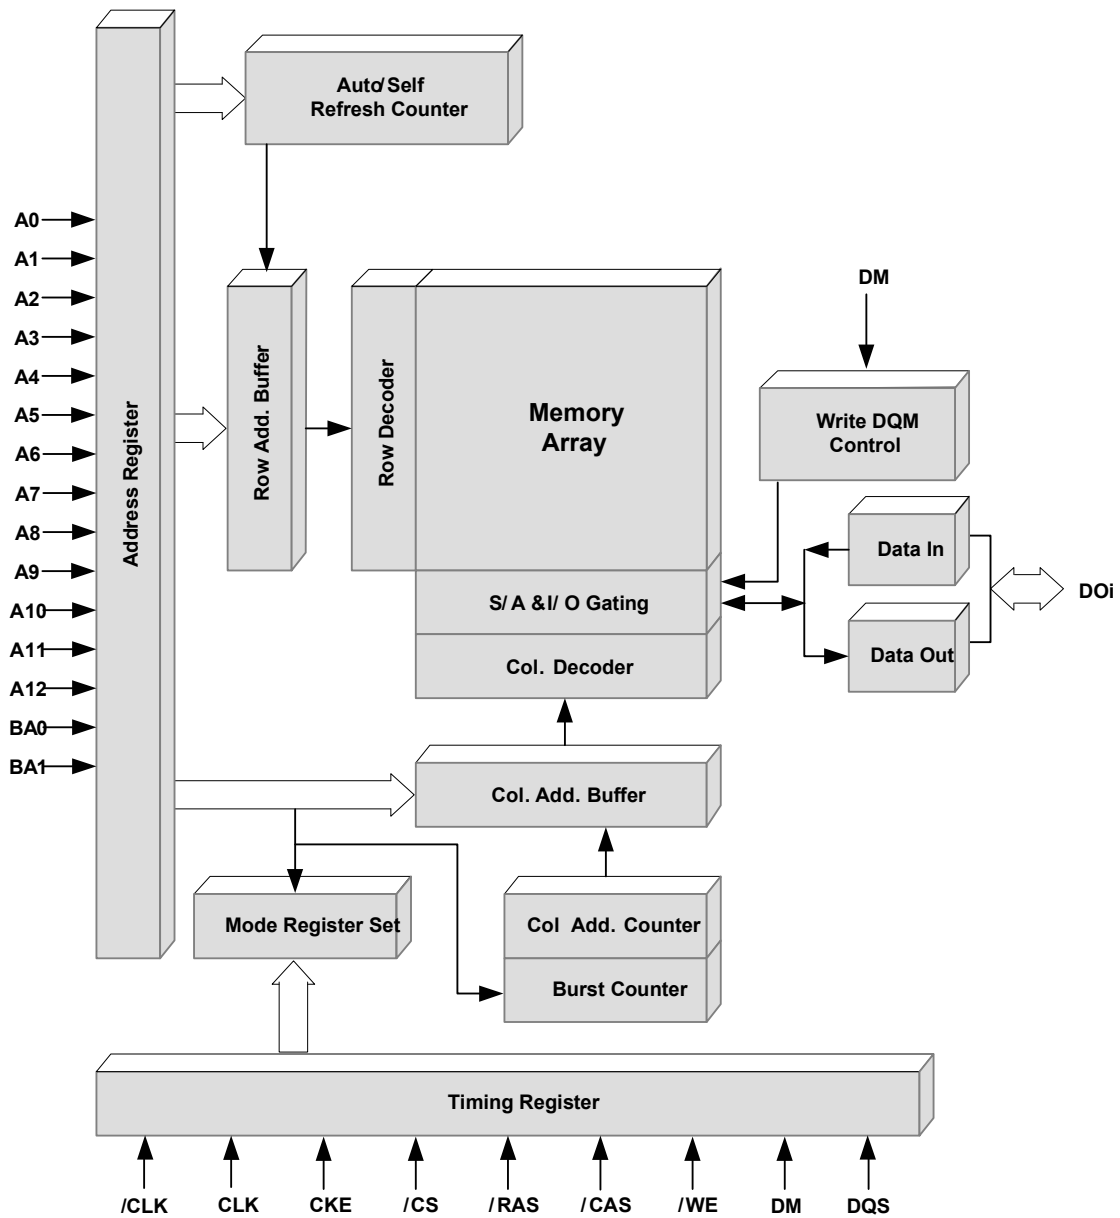 Auto/Self
Refresh Counter
A0
A1
A2
A3
A4
A5
A6
A7
A8
A9
A10
A11
A12
BA0
BA1
Address Register
Row Add. Buffer
Row Decoder
Memory
Array
DM
Write DQM
Control
Data In
Data Out
DOi
S/ A &I/ O Gating
Col. Decoder
Col. Add. Buffer
Mode Register Set
Col Add. Counter
Burst Counter
Timing Register
/CLK
CLK
CKE
/CS
/RAS
/CAS
/WE
DM
DQS